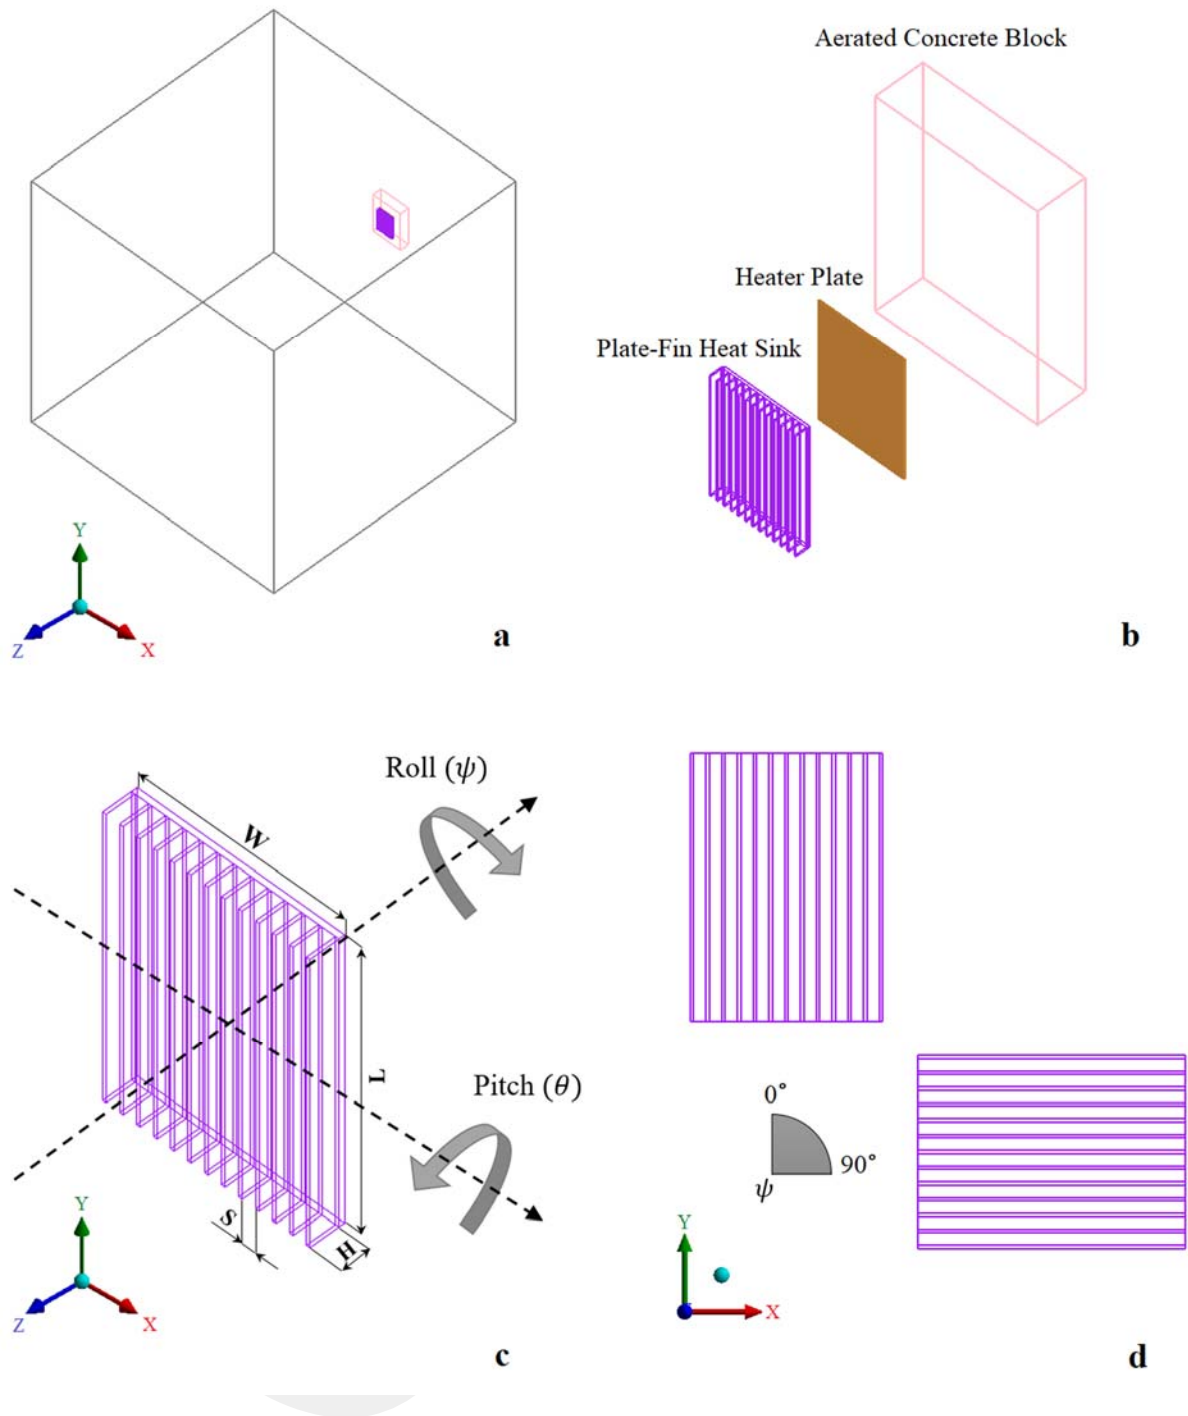 Aerated Concrete Block
Heater Plate
Plate-Fin Heat Sink
Y
Z
X
a
b
Roll (ψ)
W
L
Pitch (θ)
S
H
Y
Z
X
c
0°
90°
ψ
Y
Z
X
d